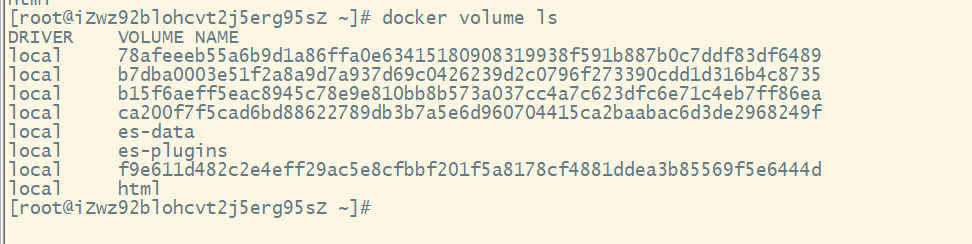 html
[root@iZwz92blohcvt2j5erg95sZ ~]# docker volume ls
DRIVER VOLUME NAME
local 78afeeeb55a6b9d1a86ffa0e63415180908319938f591b887b0c7ddf83df6489
local b7dba0003e51f2a8a9d7a937d69c0426239d2c0796f273390cdd1d316b4c8735
local b15f6aeff5eac8945c78e9e810bb8b573a037cc4a7c623dfc6e71c4eb7ff86ea
local ca200f7f5cad6bd88622789db3b7a5e6d960704415ca2baabac6d3de2968249f
local es-data
local es-plugins
local f9e611d482c2e4eff29ac5e8cfbbf201f5a8178cf4881ddea3b85569f5e6444d
local html
[root@iZwz92blohcvt2j5erg95sZ ~]#